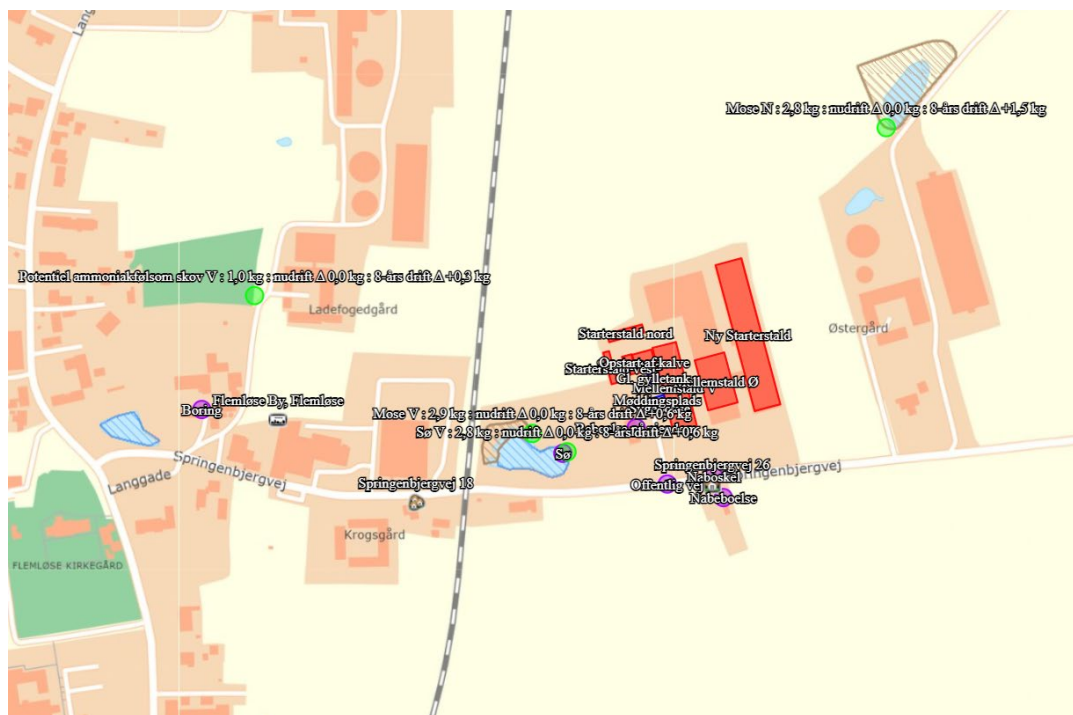 Lang
Mose N : 2,8 kg : nudrift Δ 0,0 kg : 8-års drift Δ +1,5 kg
Potentiel ammoniakfølsom skov V : 1,0 kg : nudrift Δ 0,0 kg : 8-års drift Δ +0,3 kg
Ladefogedgård
Østergård
Starterstald nord
Ny Starterstald
Opstart af kalve
Starterstald vest
Gl. gylletank
Mellemstald Ø
Mellemstald V
Møddingsplads
Flemløse By, Flemløse
Boring
Mose V : 2,9 kg : nudrift Δ 0,0 kg : 8-års drift Δ +0,6 kg
Sø V : 2,8 kg : nudrift Δ 0,0 kg : 8-års drift Δ +0,6 kg
Sø
Springenbjergvej
Langgade
Springenbjergvej 26
Springenbjergvej
Naboskel
Offentlig vej
Nabeboelse
Springenbjergvej 18
Krogsgård
FLEMLØSE KIRKEGÅRD